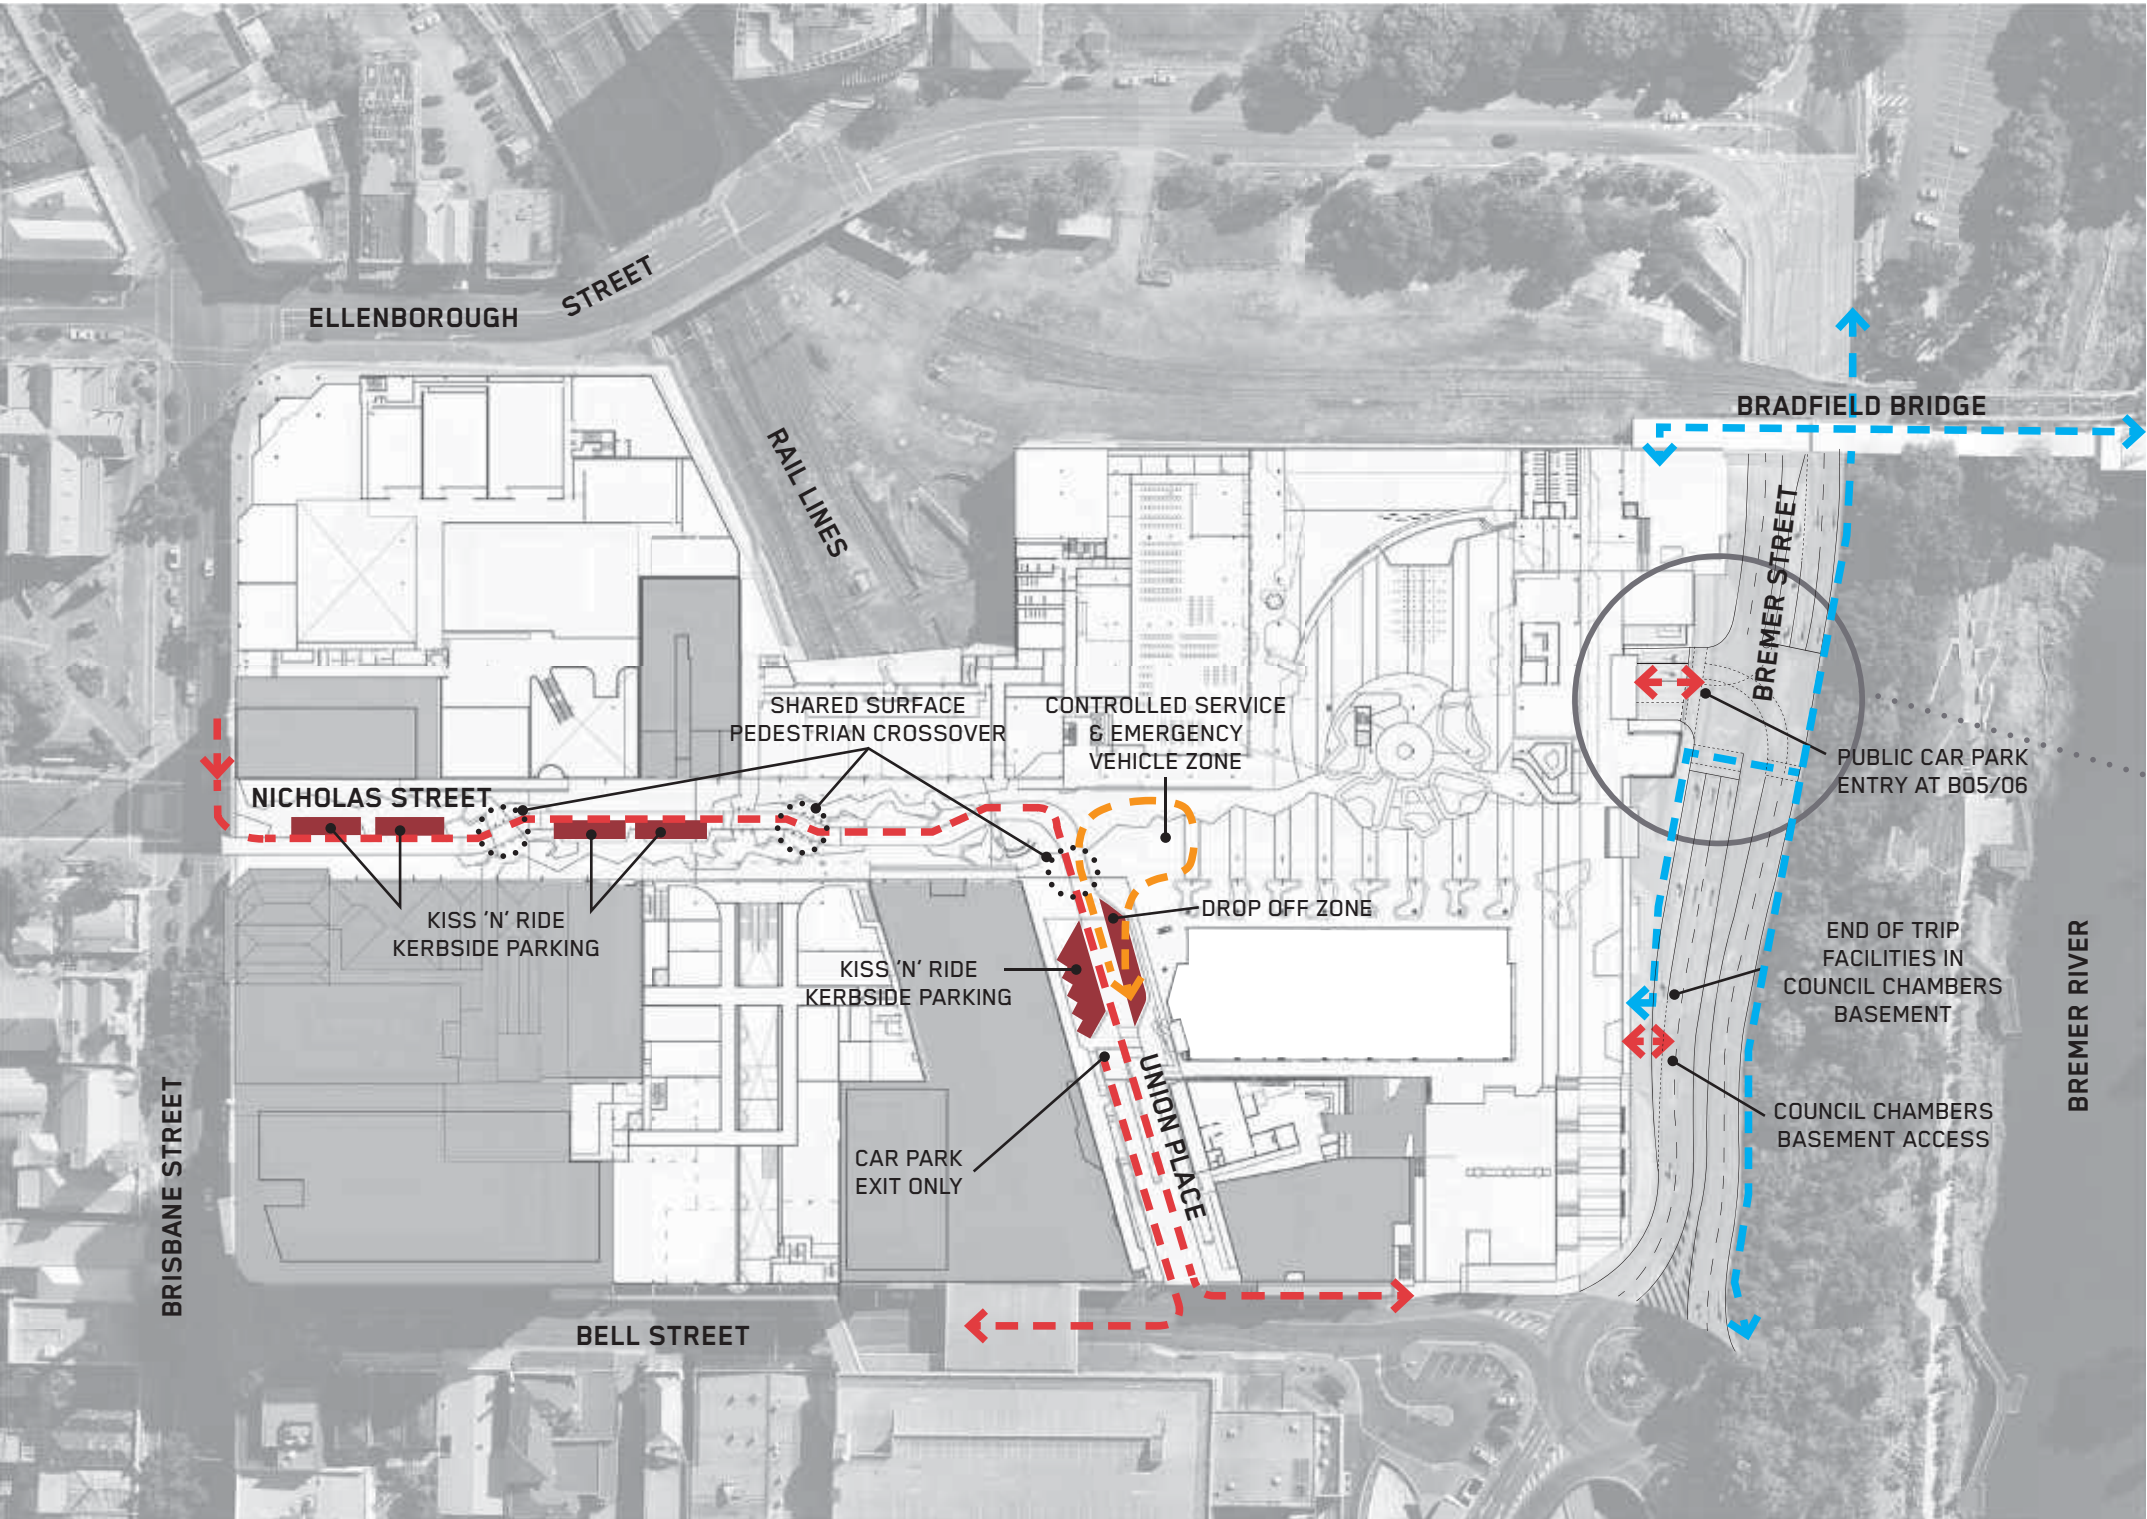 ELLENBOROUGH
STREET
RAIL LINES
BRADFIELD BRIDGE
BREMER STREET
SHARED SURFACE
PEDESTRIAN CROSSOVER
CONTROLLED SERVICE
& EMERGENCY
VEHICLE ZONE
PUBLIC CAR PARK
ENTRY AT B05/06
NICHOLAS STREET
KISS 'N' RIDE
KERBSIDE PARKING
DROP OFF ZONE
KISS 'N' RIDE
KERBSIDE PARKING
END OF TRIP
FACILITIES IN
COUNCIL CHAMBERS
BASEMENT
BREMER RIVER
UNION PLACE
COUNCIL CHAMBERS
BASEMENT ACCESS
CAR PARK
EXIT ONLY
BRISBANE STREET
BELL STREET